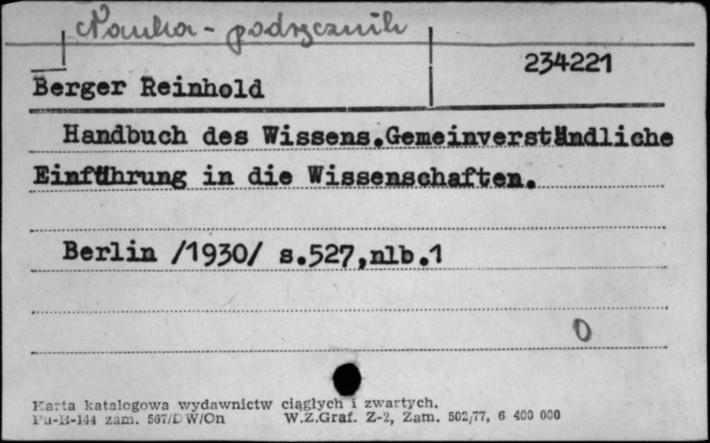 Nauka - podręcznik
234221
Berger Reinhold
Handbuch des Wissens.Gemeinverständliche
Einführung in die Wissenschaften.
Berlin /1930/ s.527,nlb.1
0
Karta katalogowa wydawnictw ciągłych i zwartych.
Pu-B-144 zam. 567/DW/On W.Z.Graf. Z-2, Zam. 502/77, 6 400 000